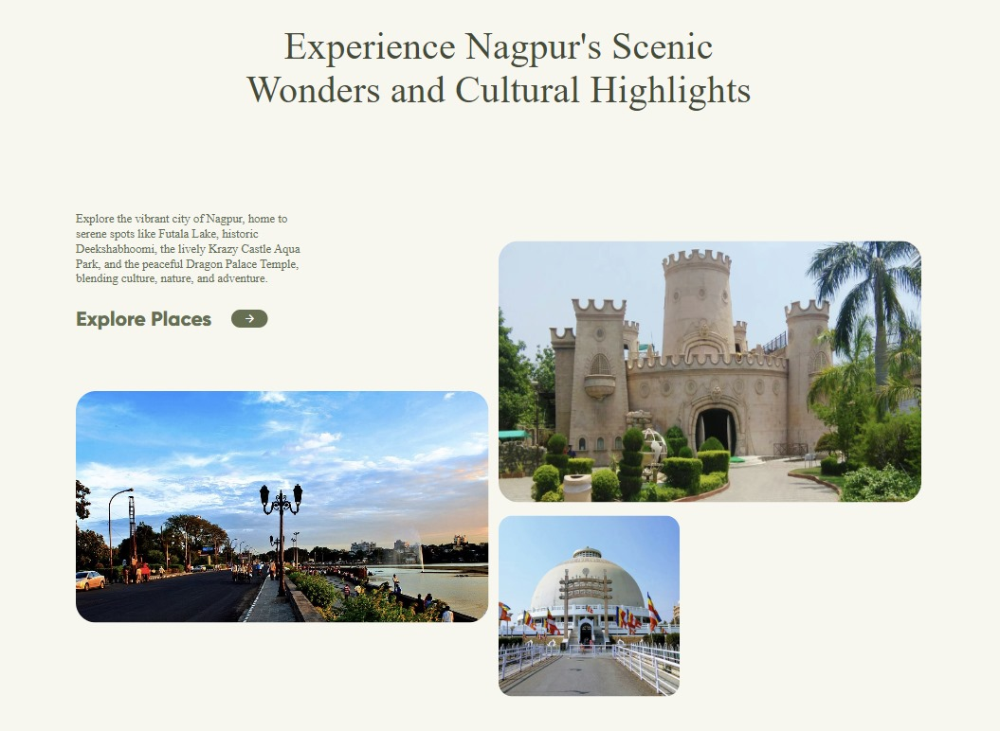 Experience Nagpur's Scenic
Wonders and Cultural Highlights
Explore the vibrant city of Nagpur, home to
serene spots like Futala Lake, historic
Deekshabhoomi, the lively Krazy Castle Aqua
Park, and the peaceful Dragon Palace Temple,
blending culture, nature, and adventure.
Explore Places